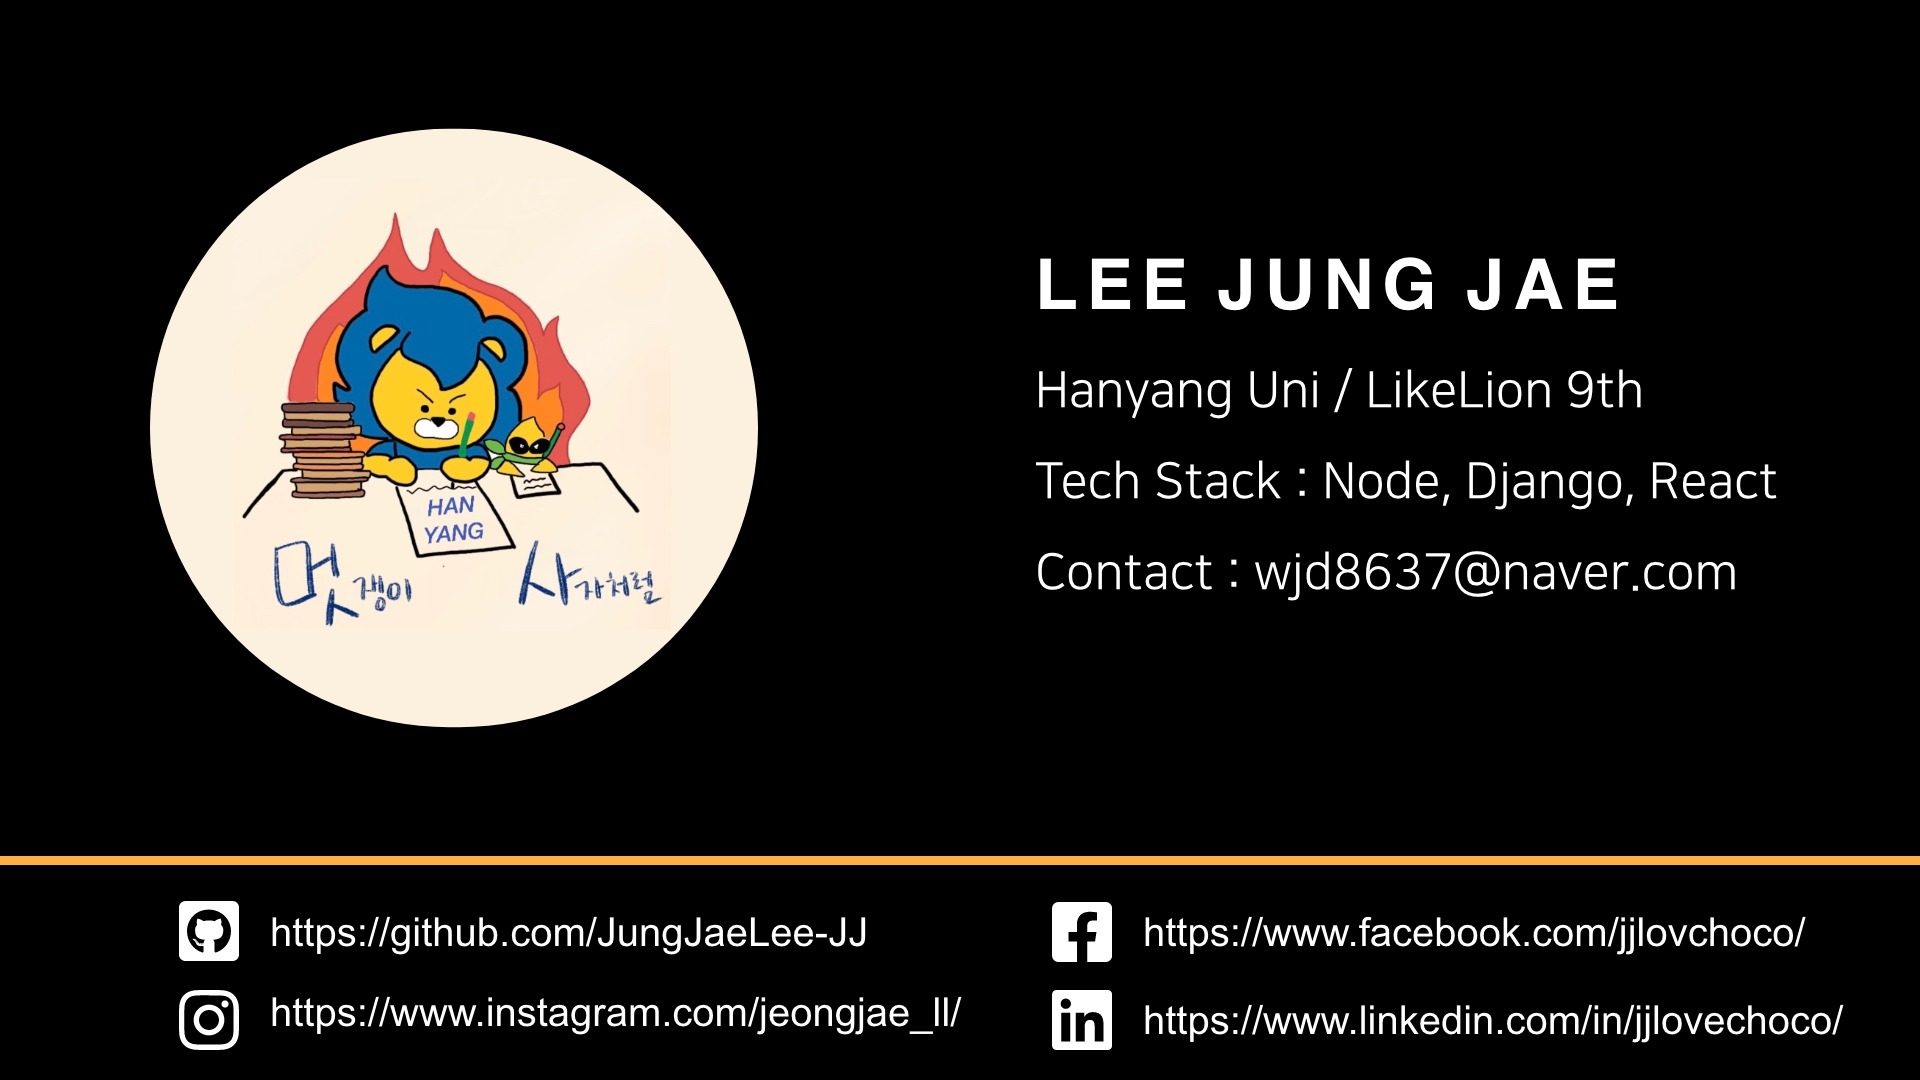 HAN
YANG
멋쟁이 사자처럼
LEE JUNG JAE
Hanyang Uni / LikeLion 9th
Tech Stack : Node, Django, React
Contact : wjd8637@naver.com
https://github.com/JungJaeLee-JJ
https://www.facebook.com/jjlovchoco/
https://www.instagram.com/jeongjae_ll/
https://www.linkedin.com/in/jjlovechoco/